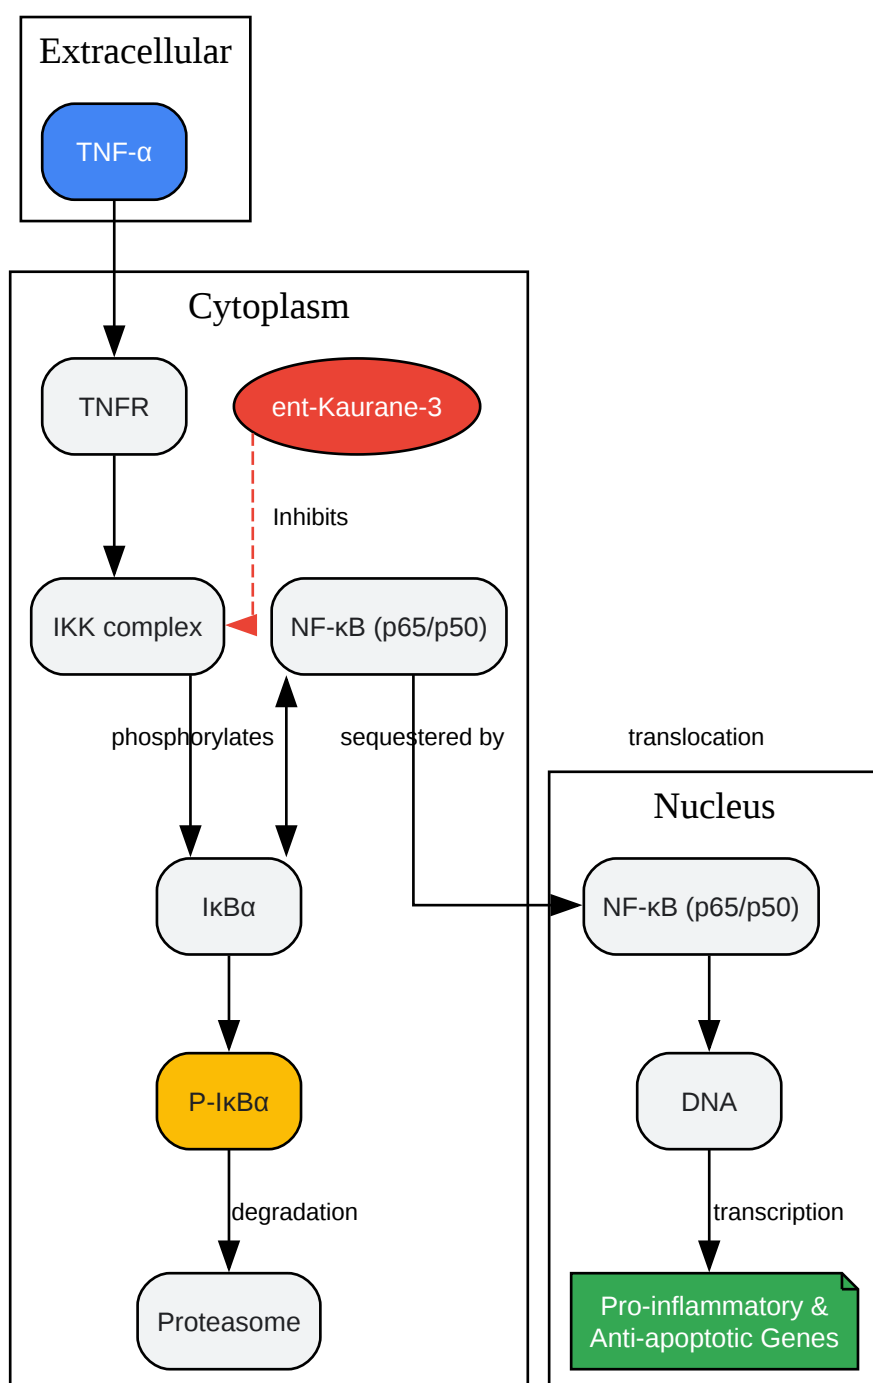 Extracellular
TNF-α
Cytoplasm
TNFR
ent-Kaurane-3
Inhibits
IKK complex
NF-κB (p65/p50)
phosphorylates
sequestered by
translocation
Nucleus
IκBα
NF-κB (p65/p50)
P-IκBα
DNA
degradation
transcription
Proteasome
Pro-inflammatory &
Anti-apoptotic Genes